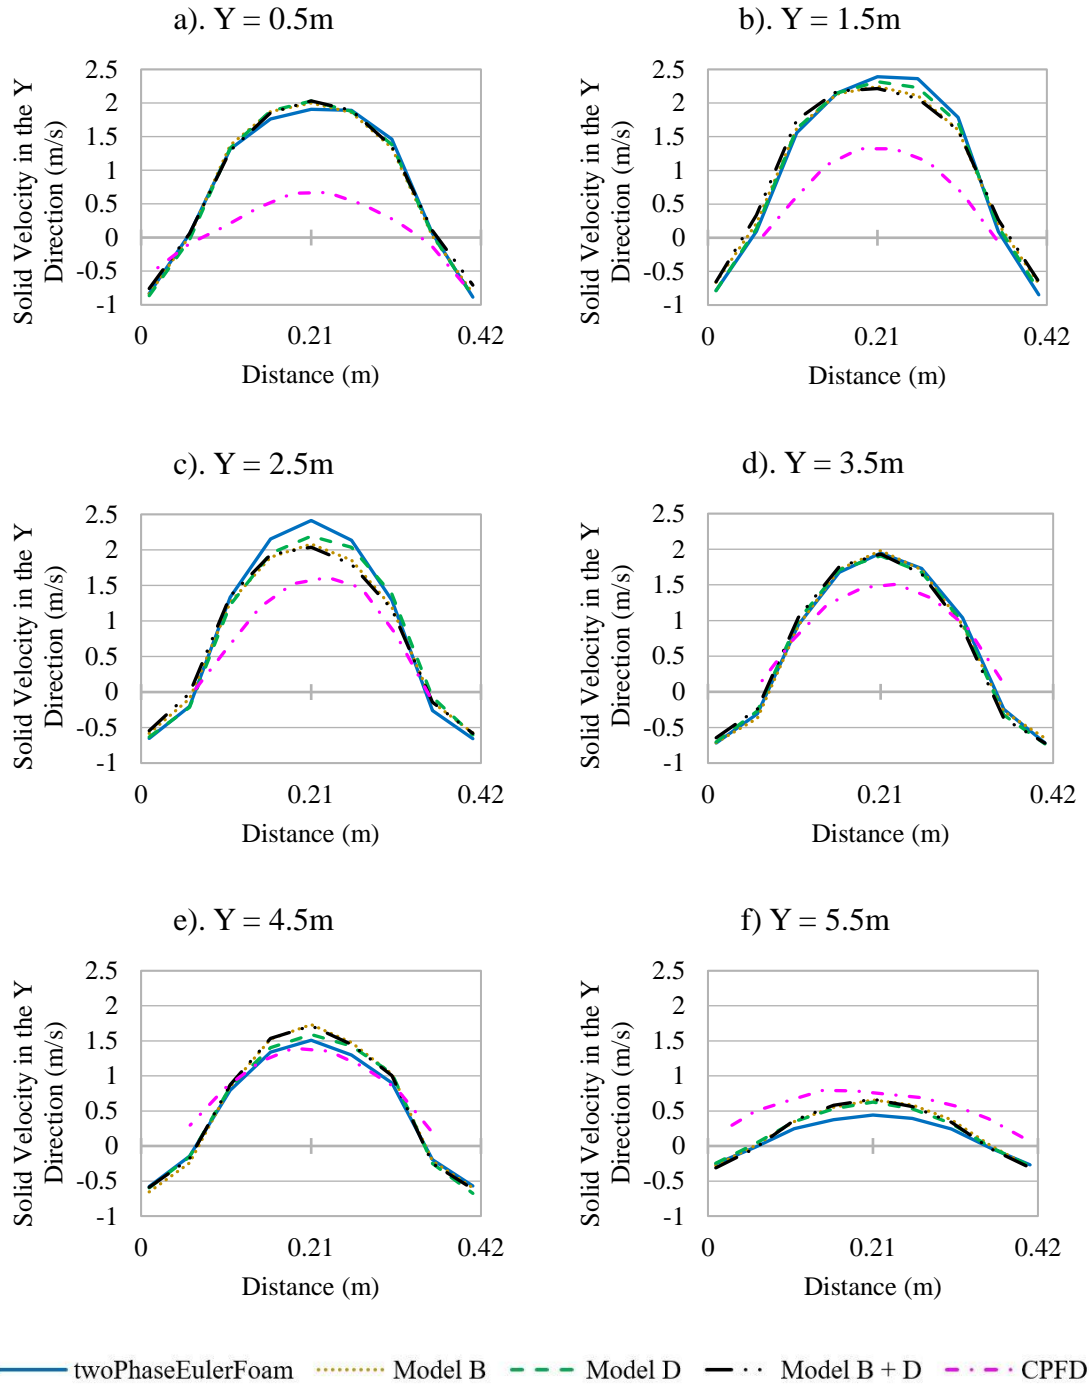 a). Y = 0.5m
Solid Velocity in the Y
Direction (m/s)
2.5
2
1.5
1
0.5
0
-0.5
-1
0
0.21
0.42
Distance (m)
b). Y = 1.5m
Solid Velocity in the Y
Direction (m/s)
2.5
2
1.5
1
0.5
0
-0.5
-1
0
0.21
0.42
Distance (m)
c). Y = 2.5m
Solid Velocity in the Y
Direction (m/s)
2.5
2
1.5
1
0.5
0
-0.5
-1
0
0.21
0.42
Distance (m)
d). Y = 3.5m
Solid Velocity in the Y
Direction (m/s)
2.5
2
1.5
1
0.5
0
-0.5
-1
0
0.21
0.42
Distance (m)
e). Y = 4.5m
Solid Velocity in the Y
Direction (m/s)
2.5
2
1.5
1
0.5
0
-0.5
-1
0
0.21
0.42
Distance (m)
f) Y = 5.5m
Solid Velocity in the Y
Direction (m/s)
2.5
2
1.5
1
0.5
0
-0.5
-1
0
0.21
0.42
Distance (m)
twoPhaseEulerFoam Model B Model D Model B + D CPFD